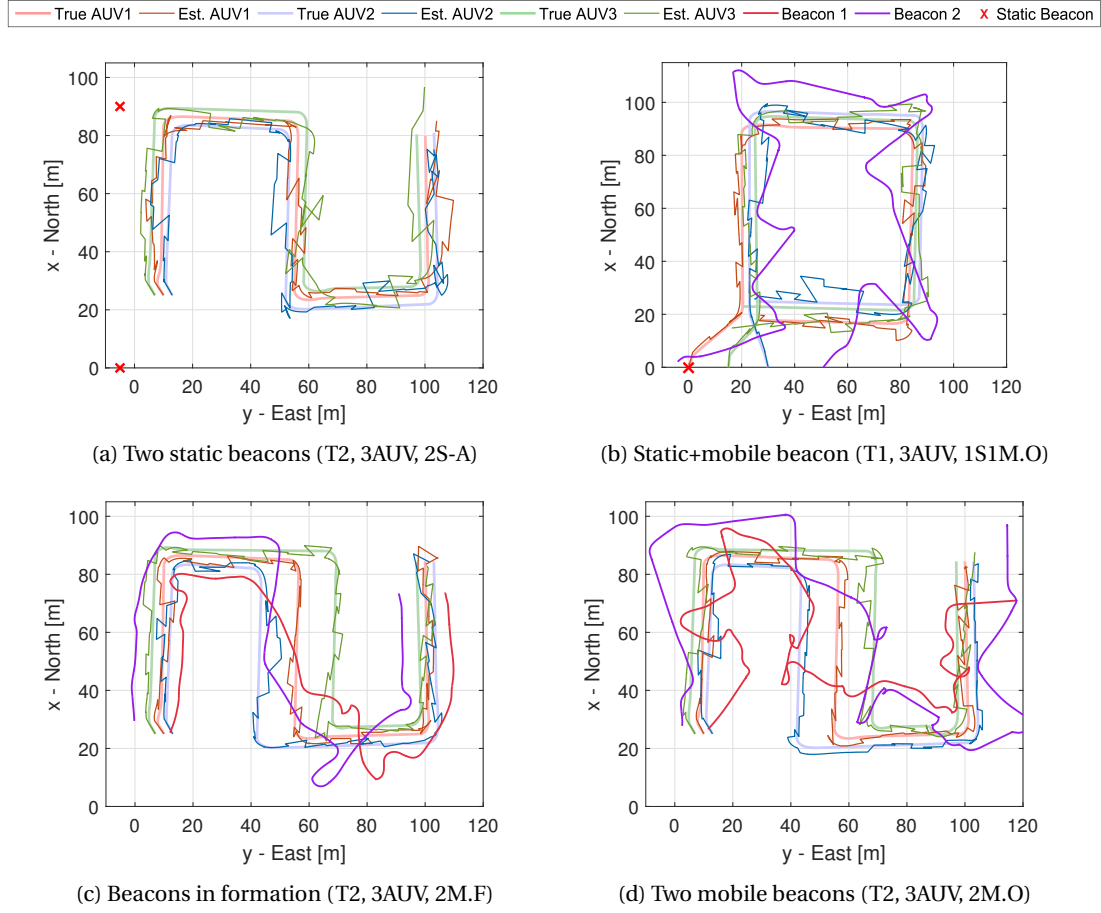 True AUV1 Est. AUV1 True AUV2 Est. AUV2 True AUV3 Est. AUV3 Beacon 1 Beacon 2 Static Beacon
100
80
60
40
20
0
x - North [m]
0 20 40 60 80 100 120
y - East [m]
(a) Two static beacons (T2, 3AUV, 2S-A)
100
80
60
40
20
0
x - North [m]
0 20 40 60 80 100 120
y - East [m]
(b) Static+mobile beacon (T1, 3AUV, 1S1M.O)
100
80
60
40
20
0
x - North [m]
0 20 40 60 80 100 120
y - East [m]
(c) Beacons in formation (T2, 3AUV, 2M.F)
100
80
60
40
20
0
x - North [m]
0 20 40 60 80 100 120
y - East [m]
(d) Two mobile beacons (T2, 3AUV, 2M.O)